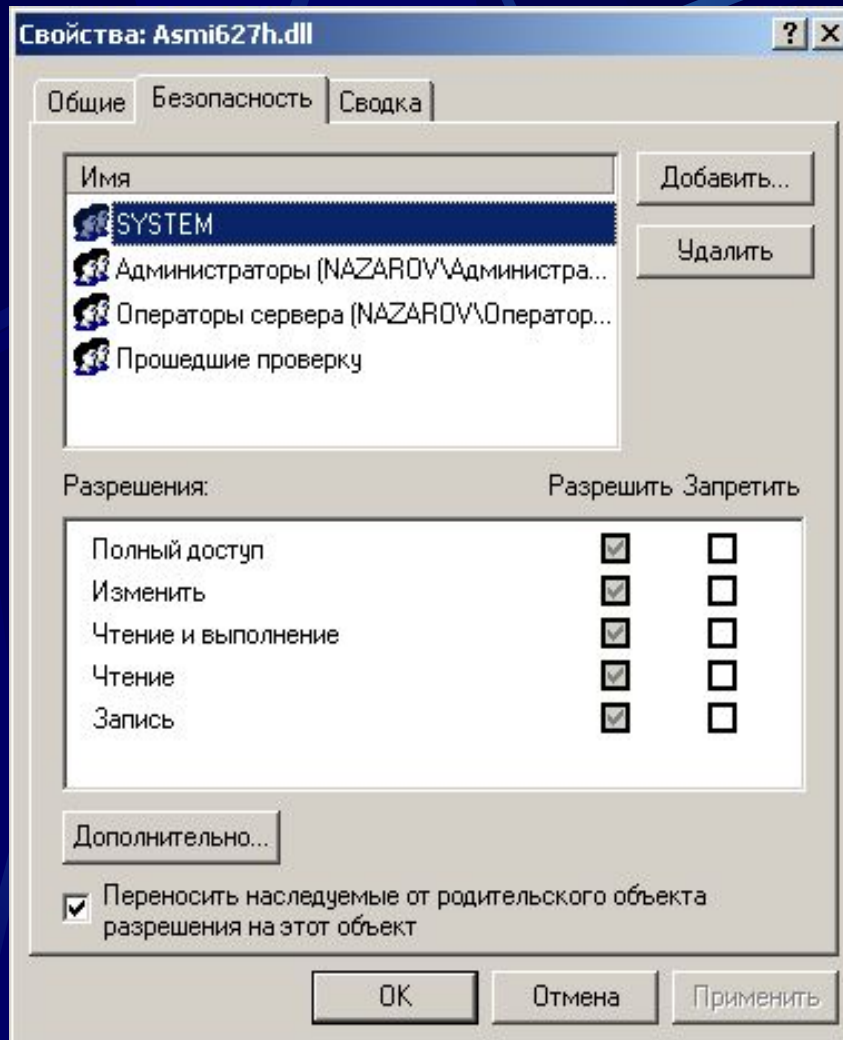 Свойства: Asmi627h.dll
Общие Безопасность Сводка
Имя
Добавить...
SYSTEM
Удалить
Администраторы (NAZAROV\Администра...
Операторы сервера (NAZAROV\Оператор...
Прошедшие проверку
Разрешения: Разрешить Запретить
Полный доступ
Изменить
Чтение и выполнение
Чтение
Запись
Дополнительно...
Переносить наследуемые от родительского объекта
разрешения на этот объект
OK Отмена Применить